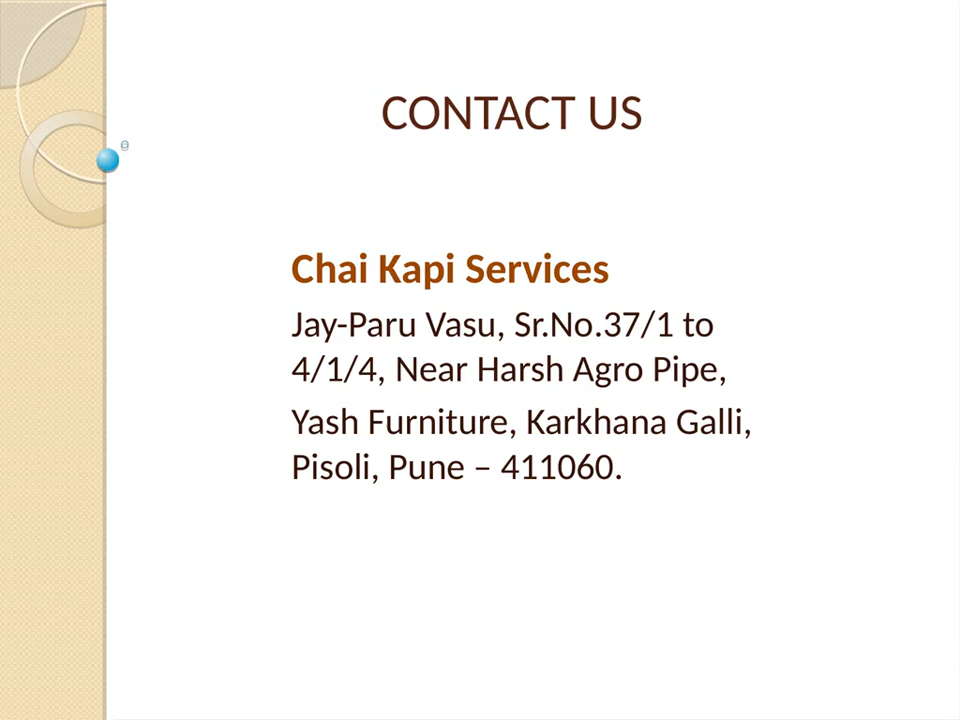 CONTACT US
Chai Kapi Services
Jay-Paru Vasu, Sr.No.37/1 to
4/1/4, Near Harsh Agro Pipe,
Yash Furniture, Karkhana Galli,
Pisoli, Pune – 411060.